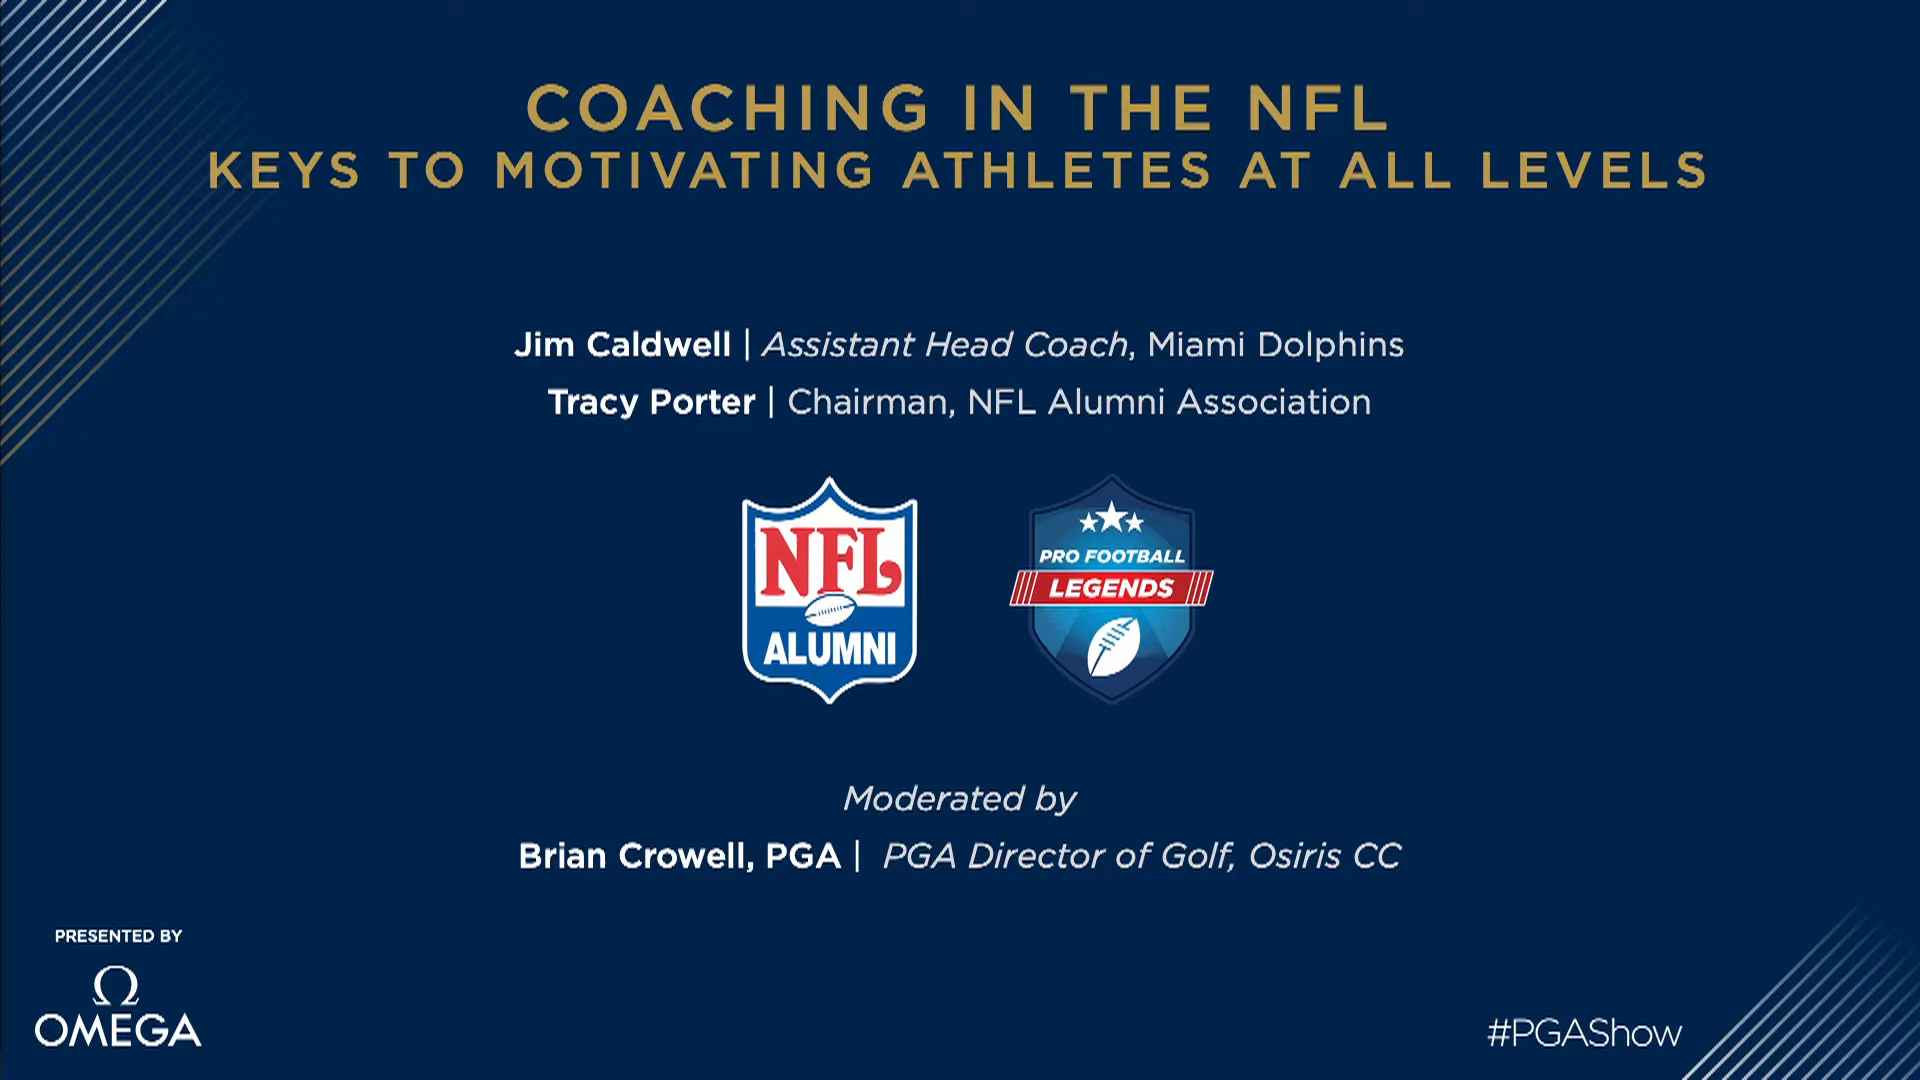 COACHING IN THE NFL
KEYS TO MOTIVATING ATHLETES AT ALL LEVELS
Jim Caldwell | Assistant Head Coach, Miami Dolphins
Tracy Porter | Chairman, NFL Alumni Association
NFL
ALUMNI
PRO FOOTBALL
LEGENDS
Moderated by
Brian Crowell, PGA | PGA Director of Golf, Osiris CC
PRESENTED BY
Ω
OMEGA
#PGAShow